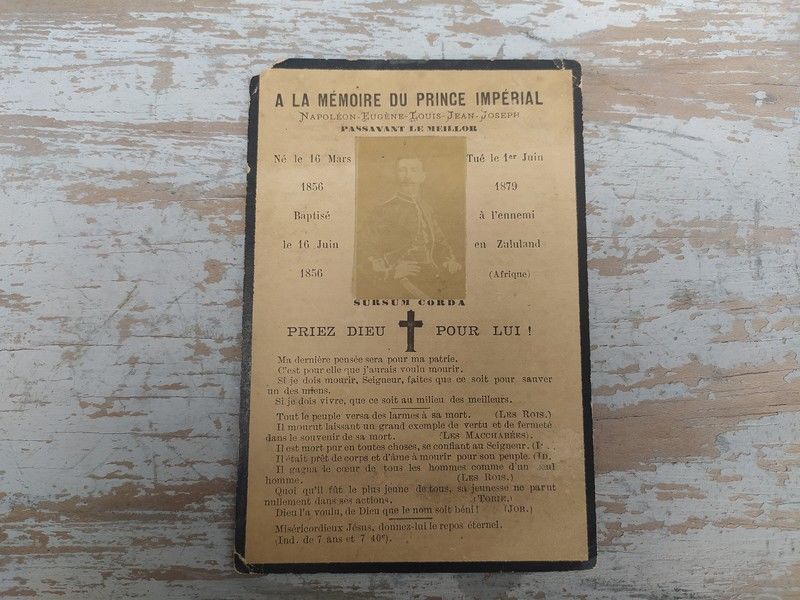 A LA MÉMOIRE DU PRINCE IMPÉRIAL
NAPOLÉON-EUGÈNE-LOUIS-JEAN-JOSEPH
PASSAVANT LE MEILLOR
Né le 16 Mars
1856
Baptisé
le 16 Juin
1856
Tué le 1er Juin
1879
à l'ennemi
en Zululand
(Afrique)
SURSUM CORDA
PRIEZ DIEU POUR LUI !
Ma dernière pensée sera pour ma patrie.
C'est pour elle que j'aurais voulu mourir.
Si je dois mourir, Seigneur, faites que ce soit pour sauver
un des miens.
Si je dois vivre, que ce soit au milieu des meilleurs.
Tout le peuple versa des larmes à sa mort. (LES ROIS.)
Il mourut laissant un grand exemple de vertu et de fermeté
dans le souvenir de sa mort. (LES MACCHABÉES.)
Il est mort pur en toutes choses, se confiant au Seigneur.
Il était prêt de corps et d'âme à mourir pour son peuple. (ID.
Il gagna le cœur de tous les hommes comme d'un seul
homme. (LES ROIS.)
Quoi qu'il fût le plus jeune de tous, sa jeunesse ne parut
nullement dans ses actions. (TOBIE.)
Dieu l'a voulu, de Dieu que le nom soit béni ! (JOB.)
Miséricordieux Jésus, donnez-lui le repos éternel.
(Ind. de 7 ans et 7 40e).